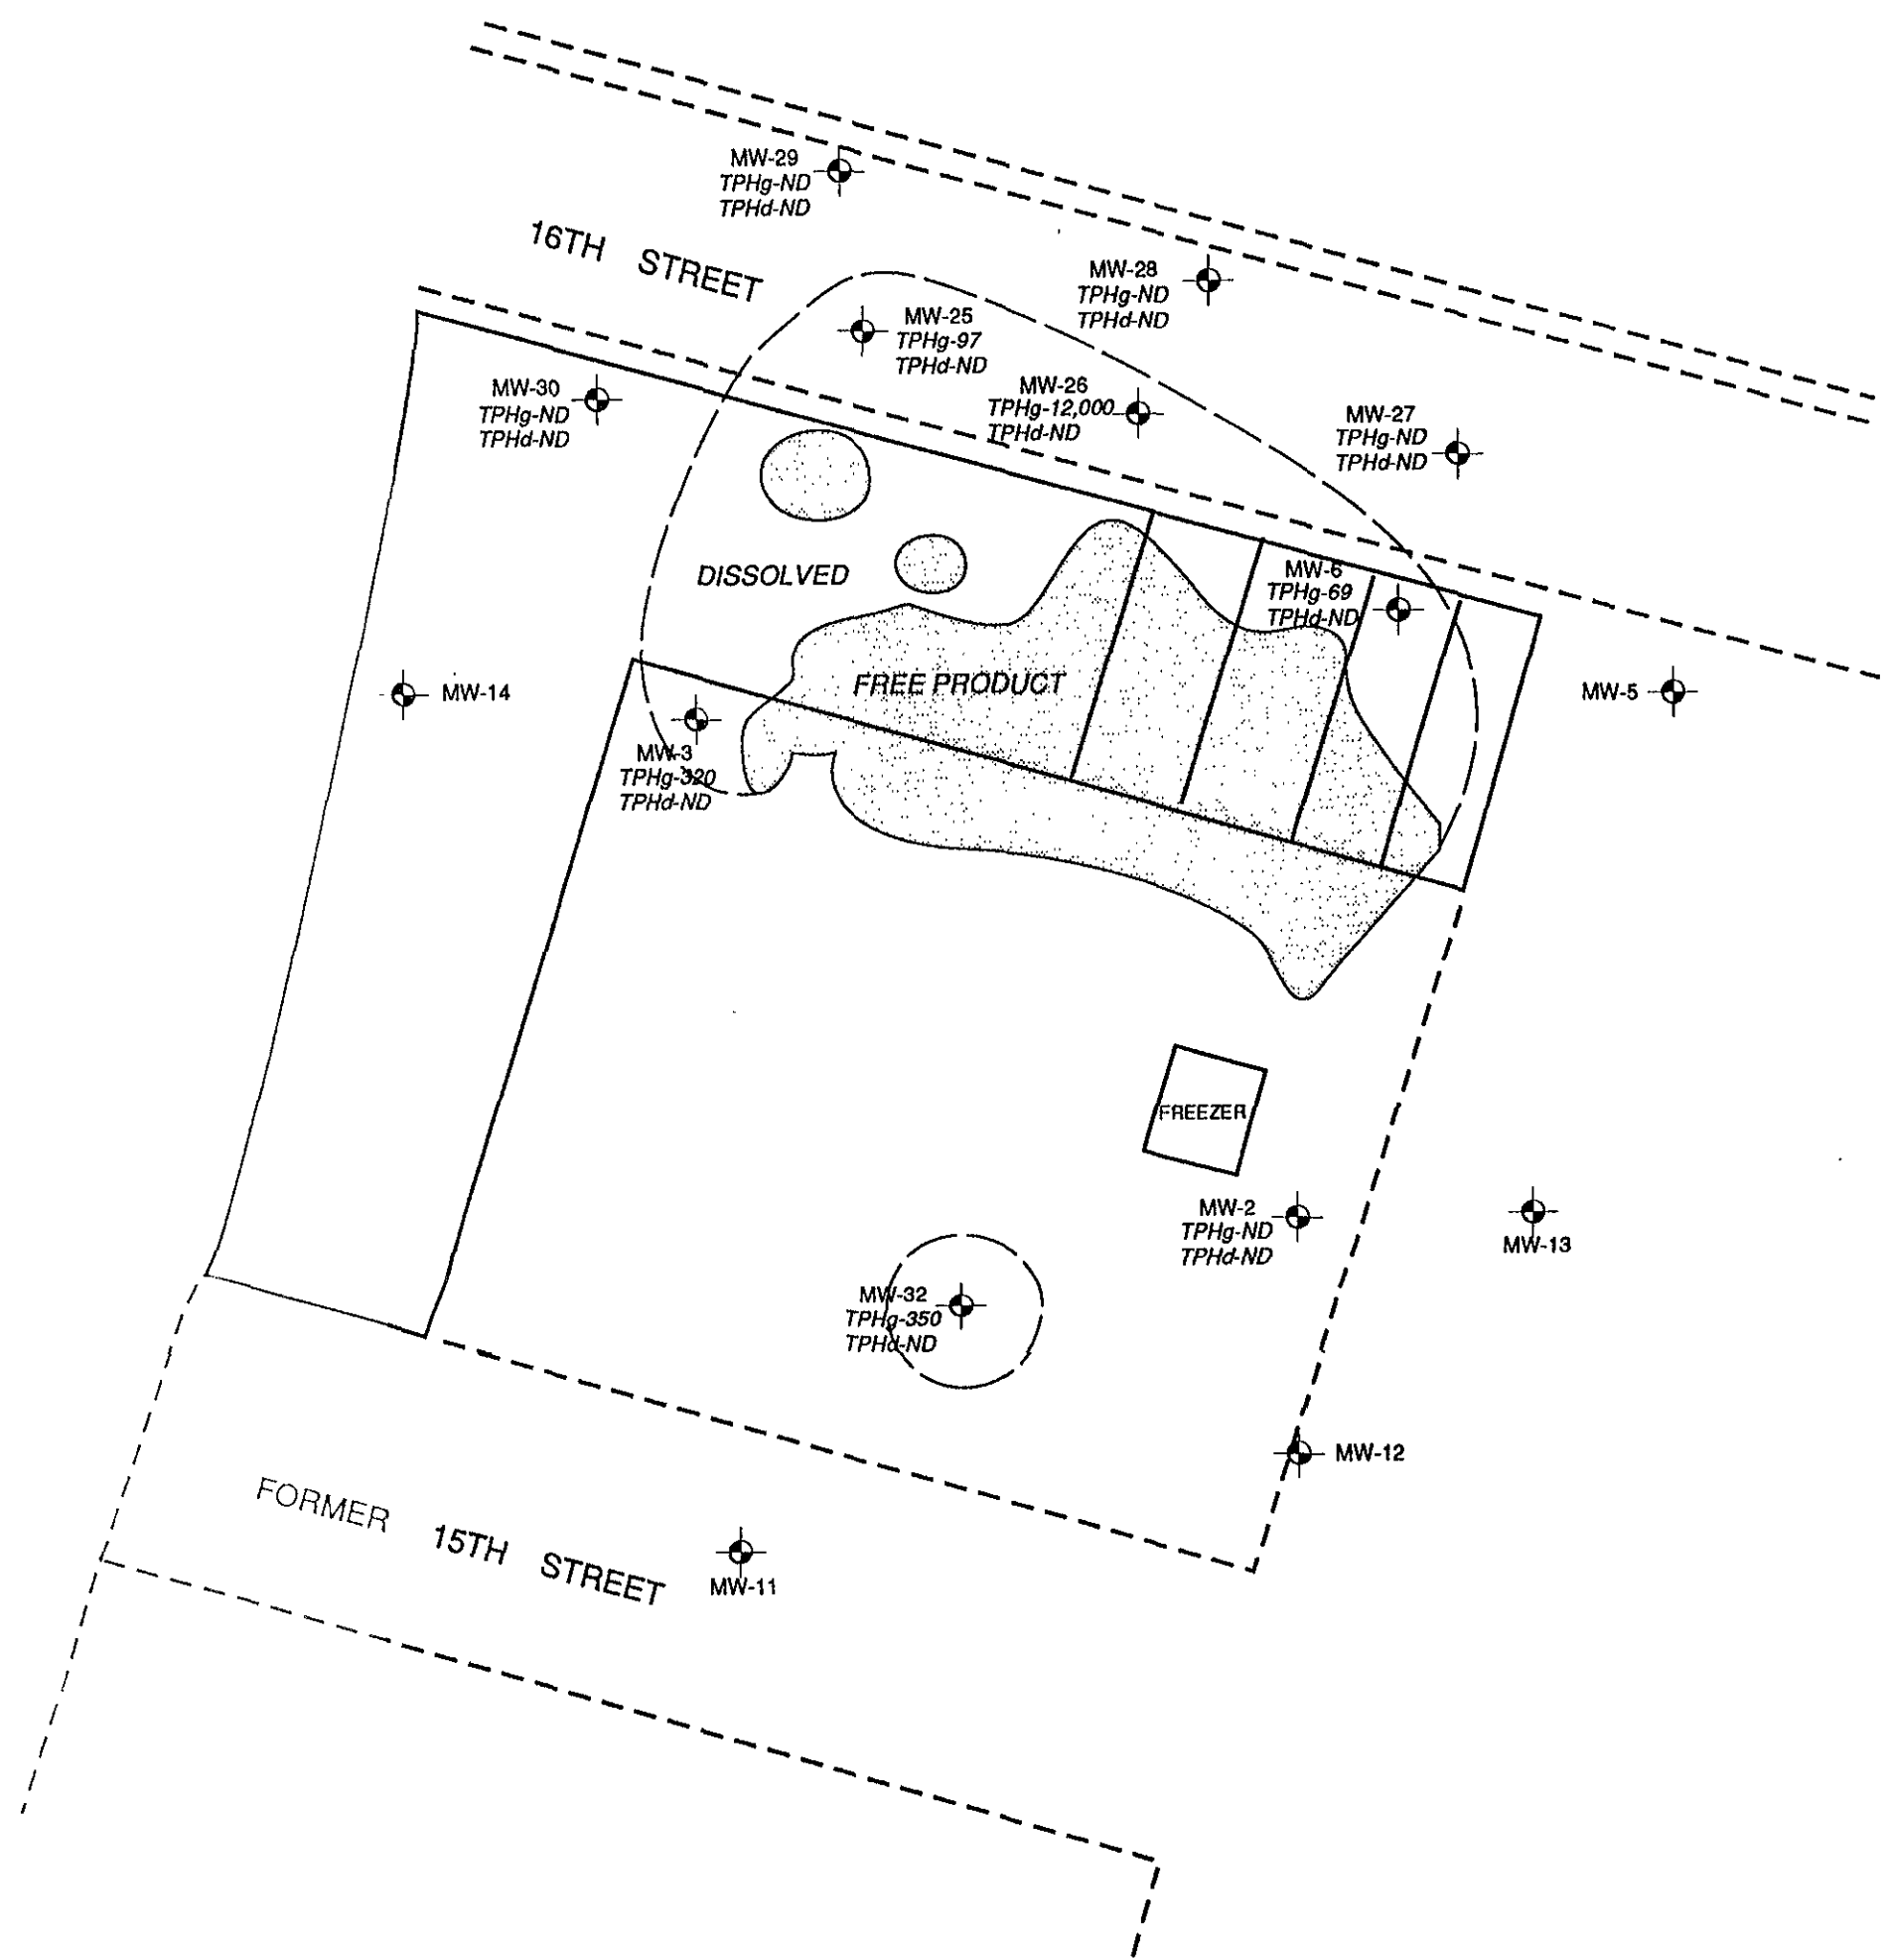 MW-29
TPHg-ND
TPHd-ND
16TH STREET
MW-28
TPHg-ND
TPHd-ND
MW-25
TPHg-97
TPHd-ND
MW-30
TPHg-ND
TPHd-ND
MW-26
TPHg-12,000
TPHd-ND
MW-27
TPHg-ND
TPHd-ND
DISSOLVED
MW-6
TPHg-69
TPHd-ND
FREE PRODUCT
MW-14
MW-5
MW-3
TPHg-320
TPHd-ND
FREEZER
MW-2
TPHg-ND
TPHd-ND
MW-13
MW-32
TPHg-350
TPHd-ND
MW-12
FORMER 15TH STREET
MW-11